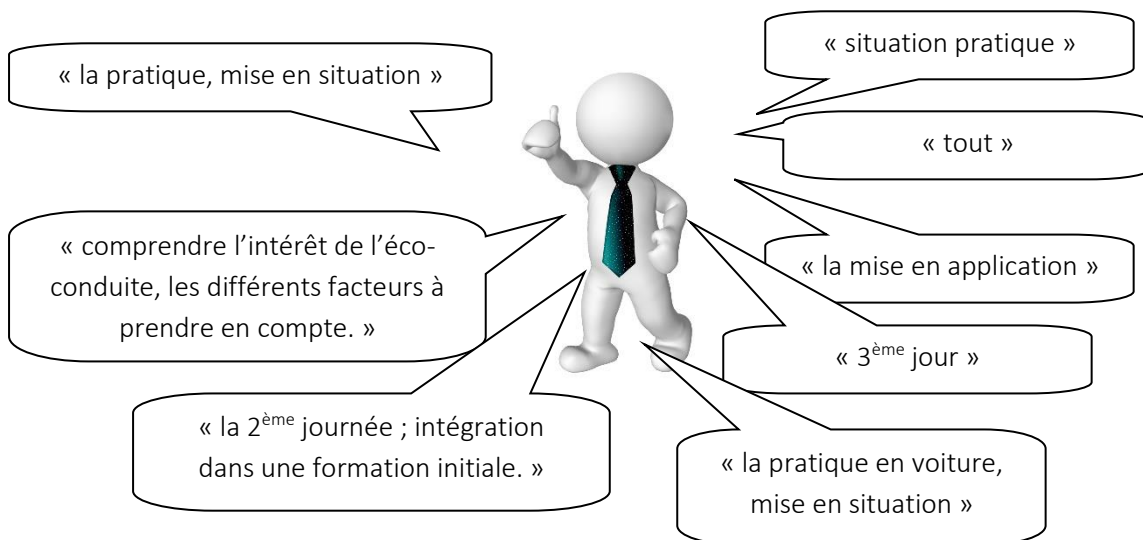 « la pratique, mise en situation »
« situation pratique »
« tout »
« comprendre l’intérêt de l’éco-
conduite, les différents facteurs à
prendre en compte. »
« la mise en application »
« 3ème jour »
« la 2ème journée ; intégration
dans une formation initiale. »
« la pratique en voiture,
mise en situation »